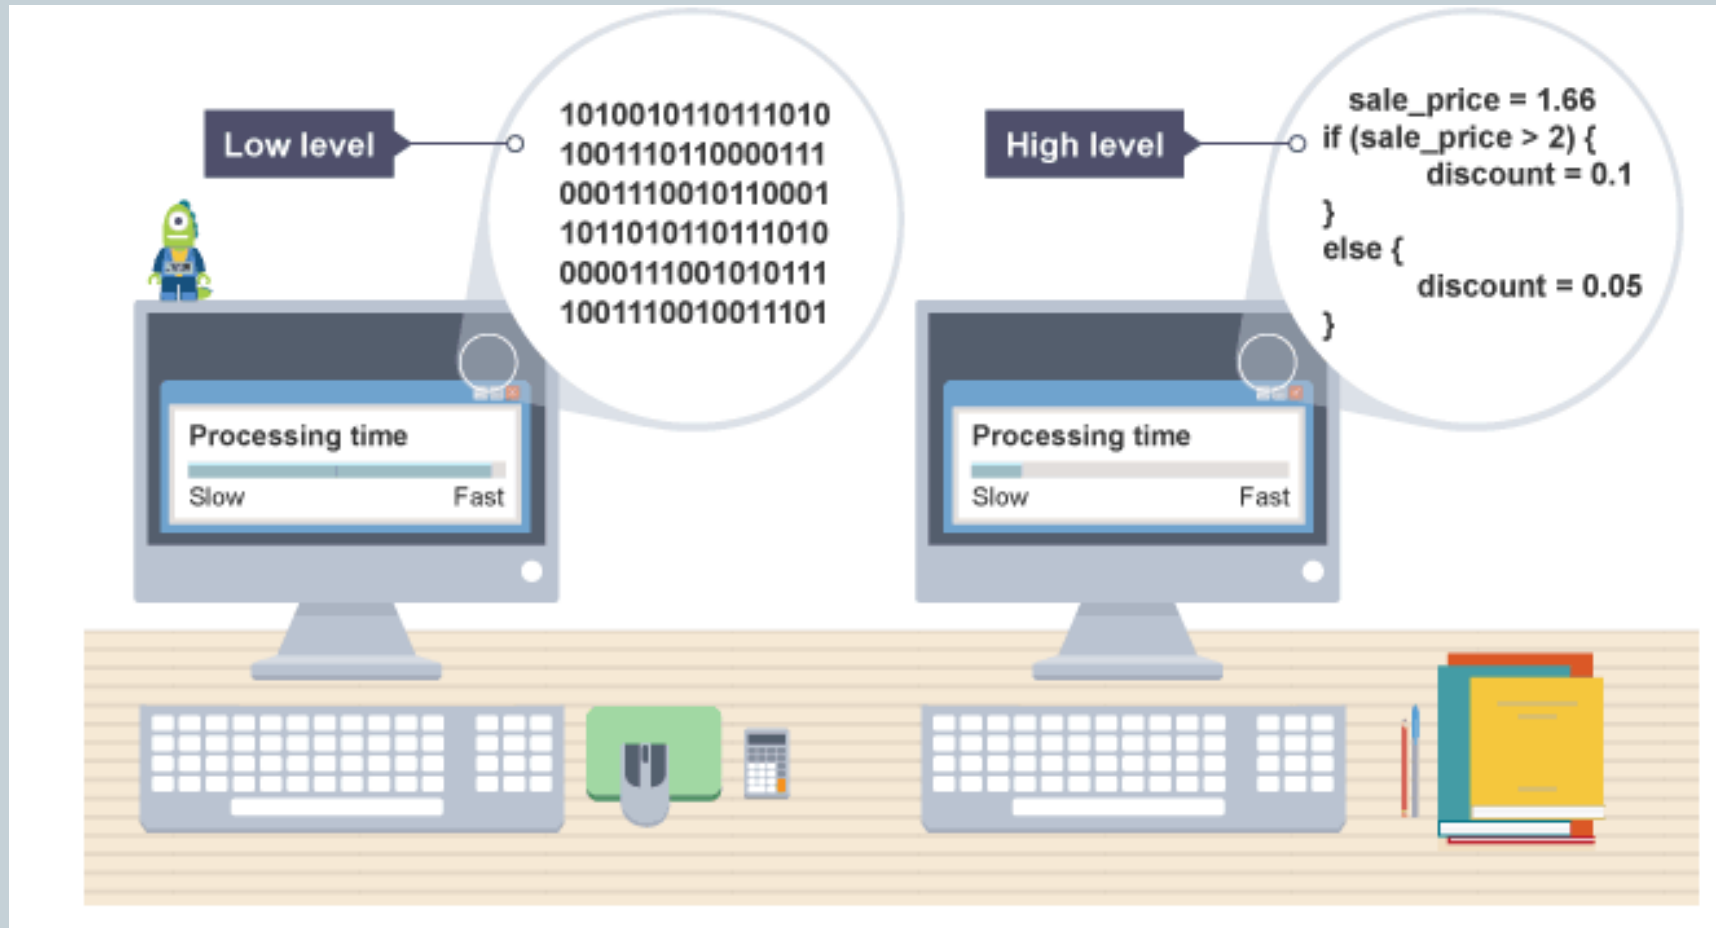 Low level
1010010110111010
1001110110000111
0001110010110001
1011010110111010
0000111001010111
1001110010011101
Processing time
Slow Fast
High level
sale_price = 1.66
if (sale_price > 2) {
discount = 0.1
}
else {
discount = 0.05
}
Processing time
Slow Fast